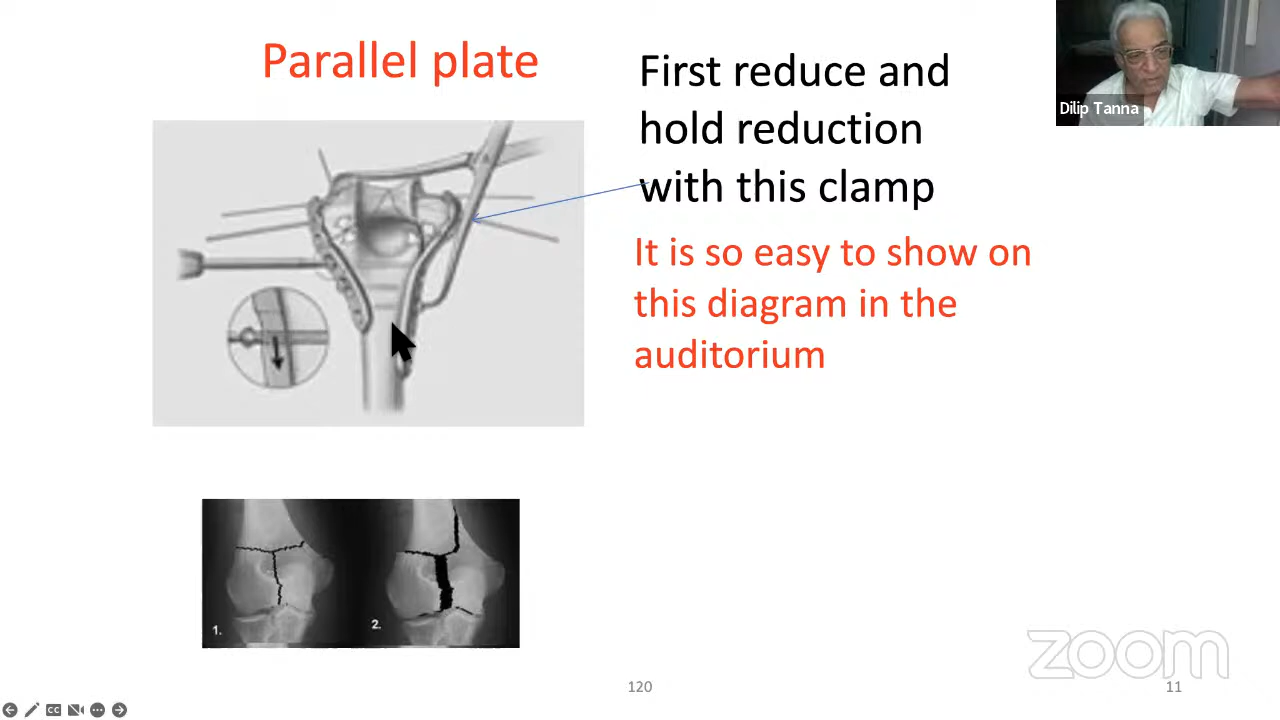 Parallel plate
First reduce and
hold reduction
with this clamp
It is so easy to show on
this diagram in the
auditorium
Dilip Tanna
1.
2.
zoom
120
11
CC